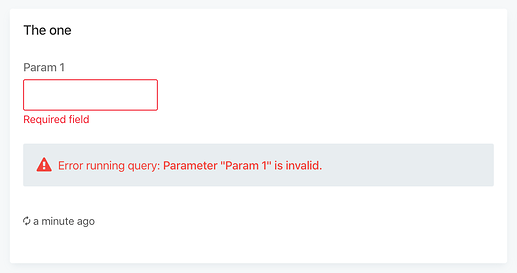 The one
Param 1
Required field
Error running query: Parameter "Param 1" is invalid.
a minute ago